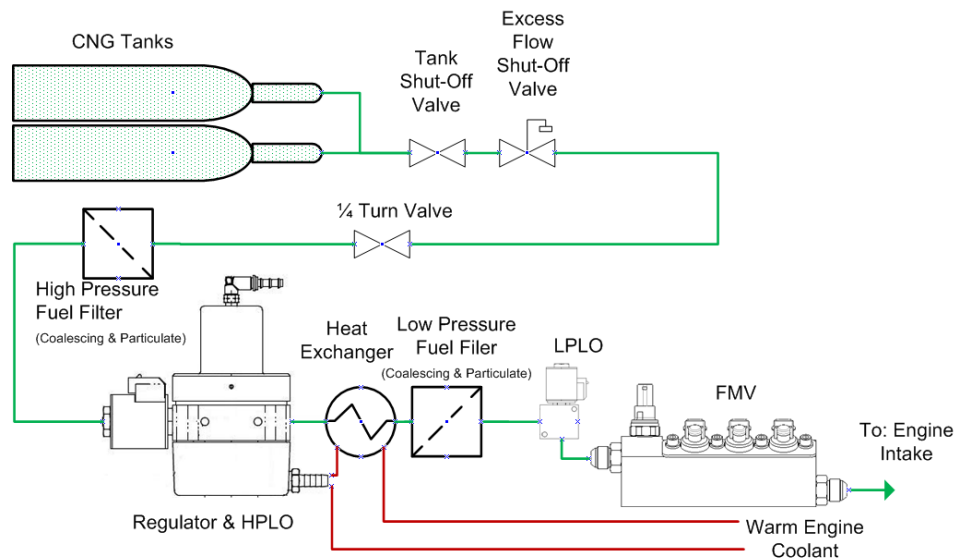 CNG Tanks
Tank
Shut-Off
Valve
Excess
Flow
Shut-Off
Valve
¼ Turn Valve
High Pressure
Fuel Filter
(Coalescing & Particulate)
Heat
Exchanger
Low Pressure
Fuel Filer
(Coalescing & Particulate)
LPLO
FMV
To: Engine
Intake
Regulator & HPLO
Warm Engine
Coolant